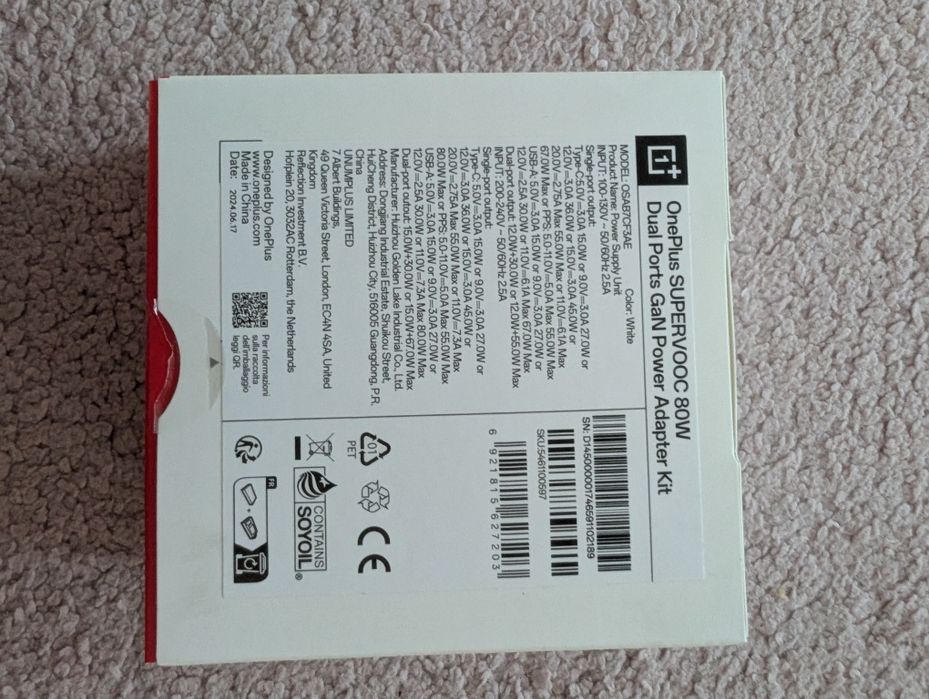 1+
OnePlus SUPERVOOC 80W
Dual Ports GaN Power Adapter Kit
MODEL: OSAB7CF3AE Color: White
Product Name: Power Supply Unit
INPUT: 100-130V ~ 50/60Hz 2.5A
Single-port output:
Type-C:5.0V⎓3.0A 15.0W or 9.0V⎓3.0A 27.0W or
12.0V⎓3.0A 36.0W or 15.0V⎓3.0A 45.0W or
20.0V⎓2.75A Max 55.0W Max or 11.0V⎓6.1A Max
67.0W Max or PPS: 5.0-11.0V⎓5.0A Max 55.0W Max
USB-A: 5.0V⎓3.0A 15.0W or 9.0V⎓3.0A 27.0W or
12.0V⎓2.5A 30.0W or 11.0V⎓6.1A Max 67.0W Max
Dual-port output: 12.0W+30.0W or 12.0W+55.0W Max
INPUT: 200-240V ~ 50/60Hz 2.5A
Single-port output:
Type-C: 5.0V⎓3.0A 15.0W or 9.0V⎓3.0A 27.0W or
12.0V⎓3.0A 36.0W or 15.0V⎓3.0A 45.0W or
20.0V⎓2.75A Max 55.0W Max or 11.0V⎓7.3A Max
80.0W Max or PPS: 5.0-11.0V⎓5.0A Max 55.0W Max
USB-A: 5.0V⎓3.0A 15.0W or 9.0V⎓3.0A 27.0W or
12.0V⎓2.5A 30.0W or 11.0V⎓7.3A Max 80.0W Max
Dual-port output: 15.0W+30.0W or 15.0W+67.0W Max
Manufacturer: Huizhou Golden Lake Industrial Co., Ltd.
Address: Dongjiang Industrial Estate, Shuikou Street,
HuiCheng District, Huizhou City, 516005 Guangdong, P.R.
China
UNUMPLUS LIMITED
7 Albert Buildings,
49 Queen Victoria Street, London, EC4N 4SA, United
Kingdom
Reflection Investment B.V.
Hofplein 20, 3032AC Rotterdam, the Netherlands
Designed by OnePlus
www.oneplus.com
Made in China
Date: 2024.06.17
Per informazioni
sulla raccolta
dell'imballaggio
leggi QR.
SN: D145000001746591102189
SKU:5461100597
6 921815 627203
CE
01
PET
CONTAINS
SOYOIL®
FR